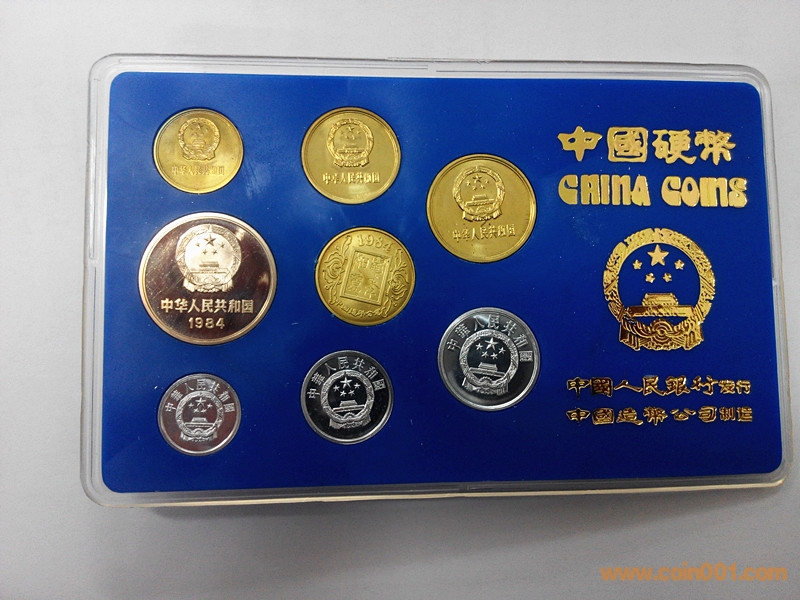 中國硬幣
CHINA COINS
中國人民銀行发行
中國造幣公司制造
中华人民共和国
中华人民共和国
中华人民共和国
中华人民共和国
1984
1984
中華人民共和國
中華人民共和國
中華人民共和國
www.coin001.com